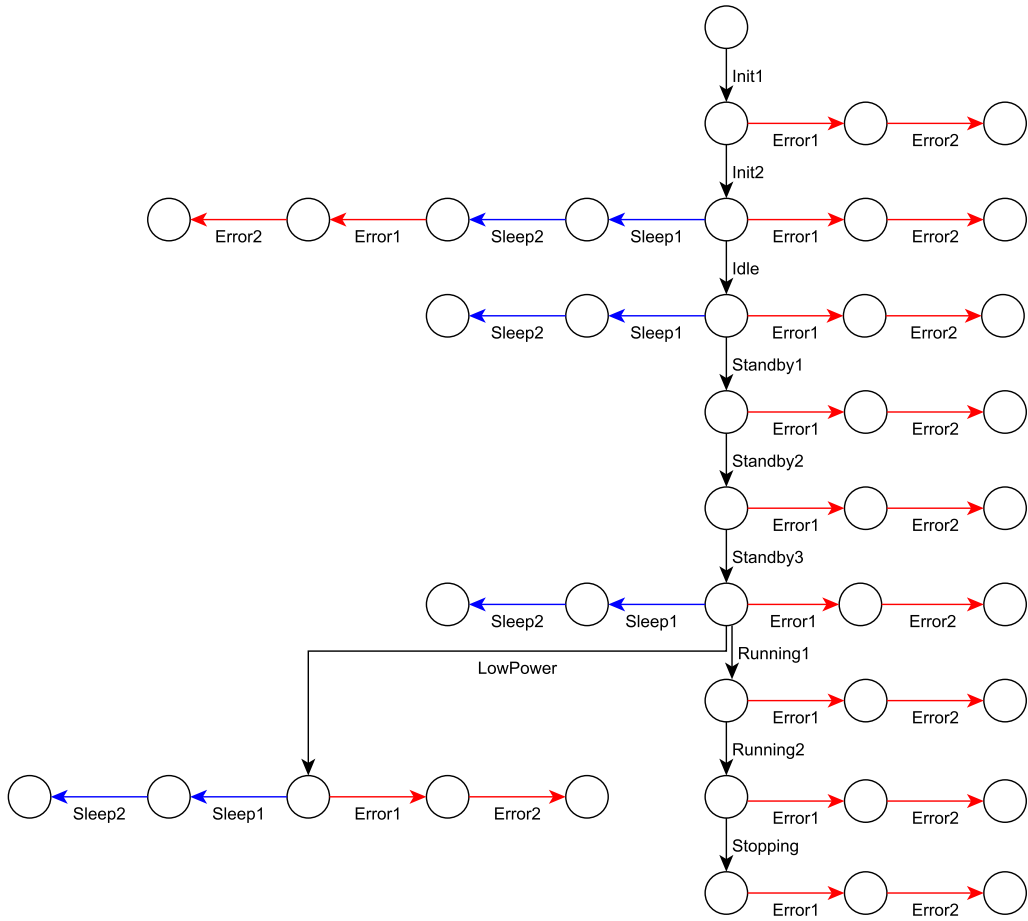 Init1
Error1
Error2
Init2
Error2
Error1
Sleep2
Sleep1
Error1
Error2
Idle
Sleep2
Sleep1
Error1
Error2
Standby1
Error1
Error2
Standby2
Error1
Error2
Standby3
Sleep2
Sleep1
Error1
Error2
Running1
LowPower
Error1
Error2
Running2
Sleep2
Sleep1
Error1
Error2
Error1
Error2
Stopping
Error1
Error2